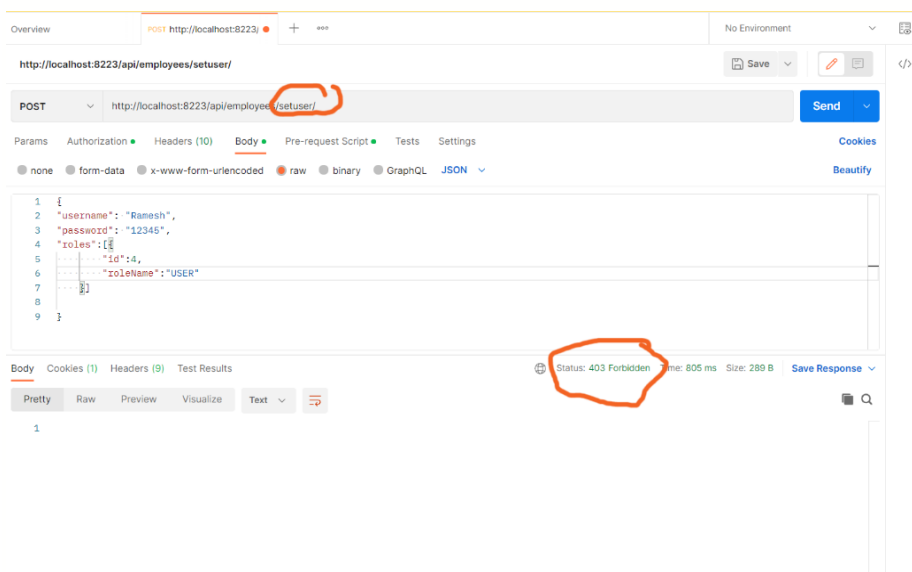 Overview
POST http://localhost:8223/
No Environment
http://localhost:8223/api/employees/setuser/
Save
POST
http://localhost:8223/api/employees/setuser/
Send
Params Authorization Headers (10) Body Pre-request Script Tests Settings Cookies
none form-data x-www-form-urlencoded raw binary GraphQL JSON Beautify
1 {
2 "username": "Ramesh",
3 "password": "12345",
4 "roles":[{
5 "id":4,
6 "roleName":"USER"
7 }]
8
9 }
Body Cookies (1) Headers (9) Test Results Status: 403 Forbidden Time: 805 ms Size: 289 B Save Response
Pretty Raw Preview Visualize Text
1